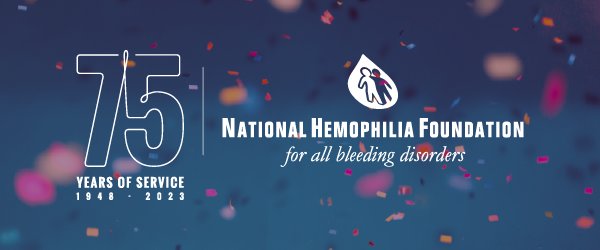 75
YEARS OF SERVICE
1948 - 2023
NATIONAL HEMOPHILIA FOUNDATION
for all bleeding disorders